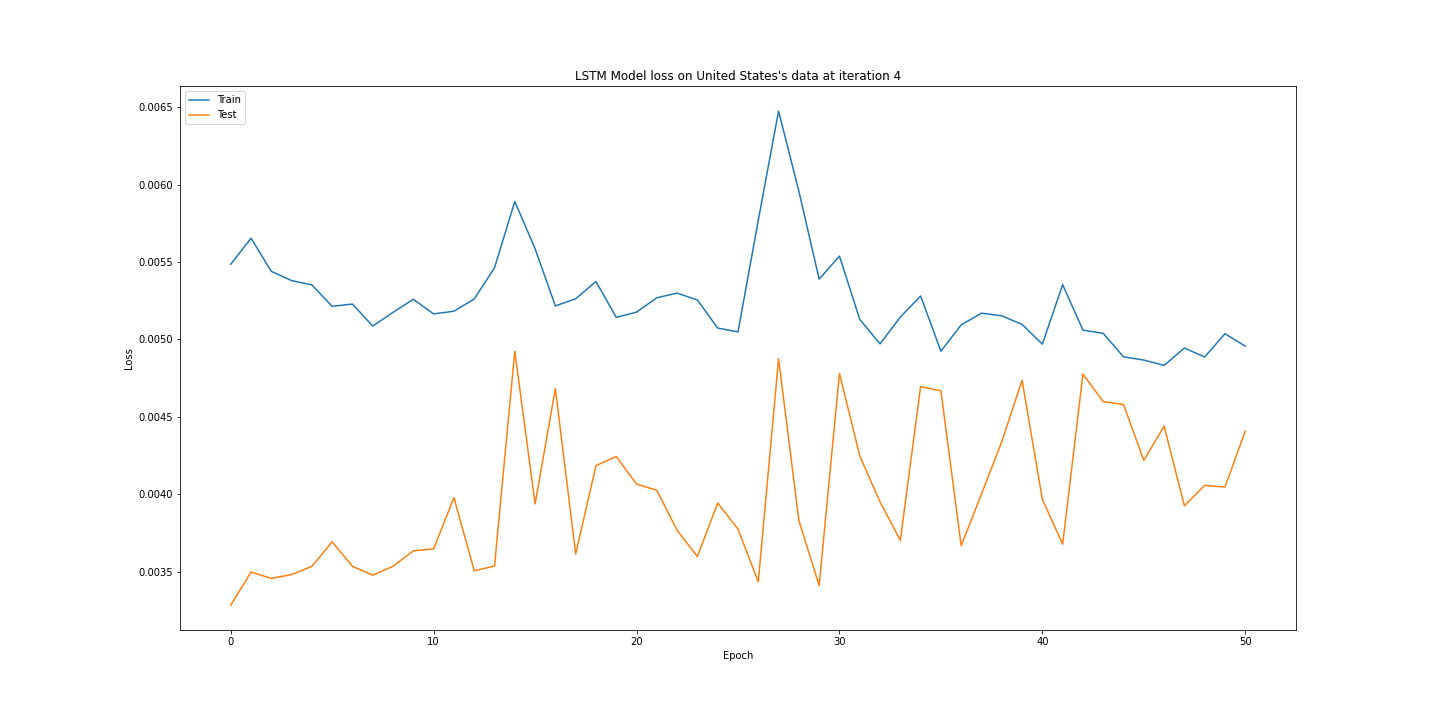 LSTM Model loss on United States's data at iteration 4
Train
Test
0.0065
0.0060
0.0055
0.0050
0.0045
0.0040
0.0035
Loss
0 10 20 30 40 50
Epoch